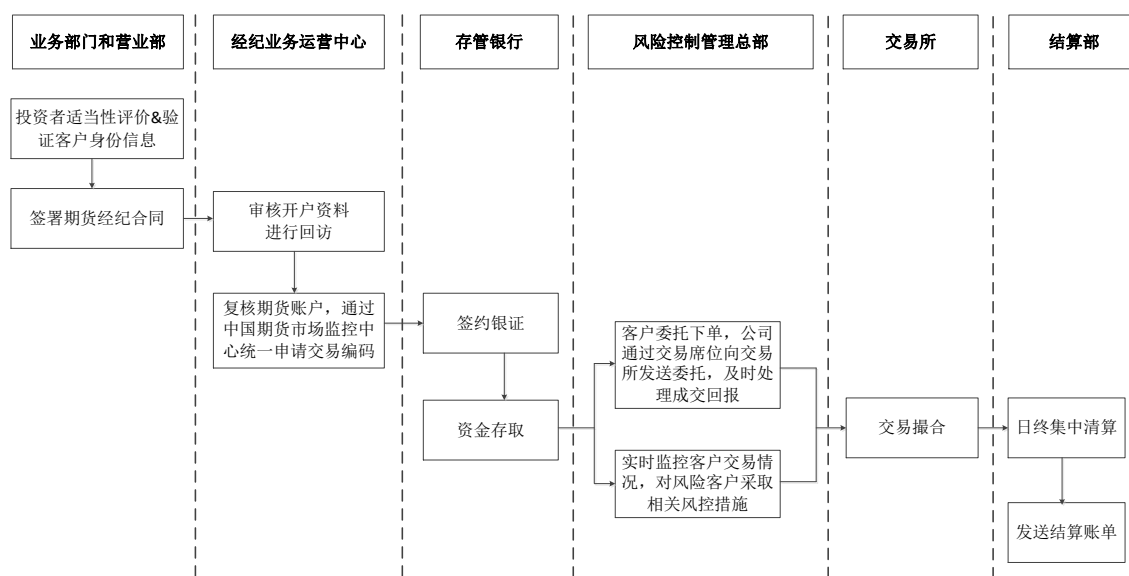 业务部门和营业部
经纪业务运营中心
存管银行
风险控制管理总部
交易所
结算部
投资者适当性评价&验
证客户身份信息
签署期货经纪合同
审核开户资料
进行回访
复核期货账户，通过
中国期货市场监控中
心统一申请交易编码
签约银证
资金存取
客户委托下单，公司
通过交易席位向交易
所发送委托，及时处
理成交回报
实时监控客户交易情
况，对风险客户采取
相关风控措施
交易撮合
日终集中清算
发送结算账单